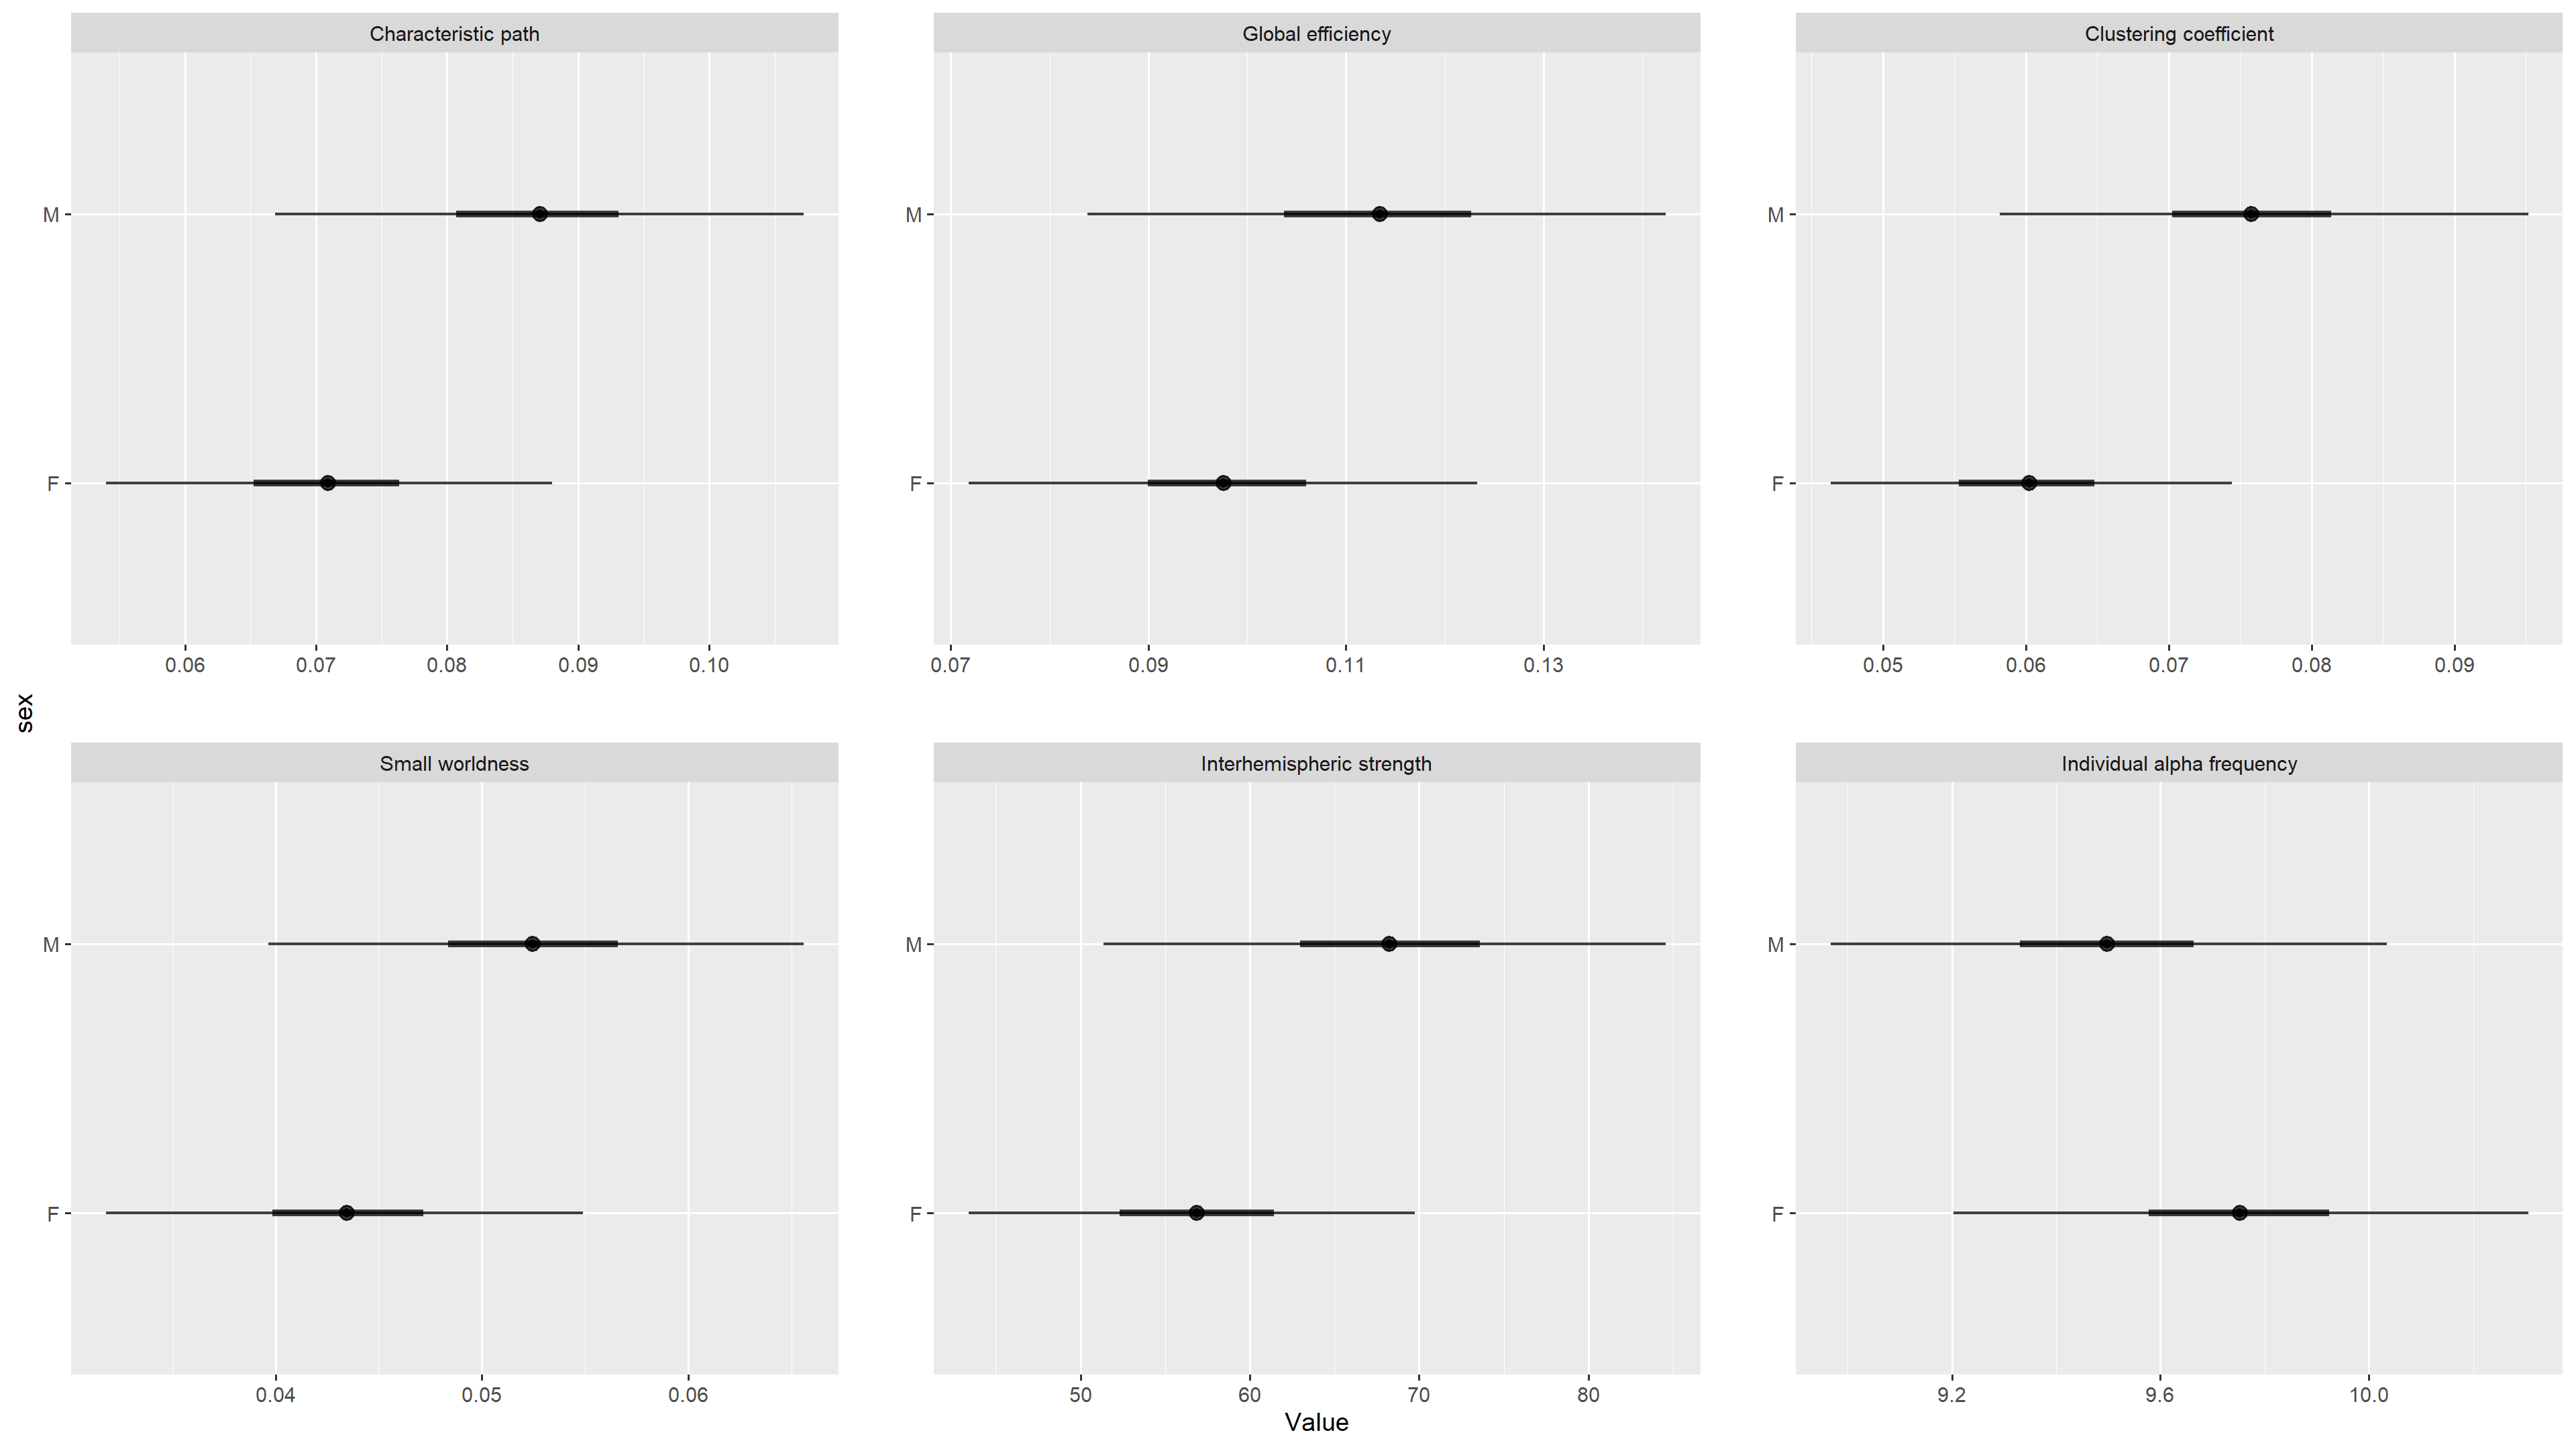 Characteristic path
Global efficiency
Clustering coefficient
M
F
M
F
M
F
0.06 0.07 0.08 0.09 0.10
0.07 0.09 0.11 0.13
0.05 0.06 0.07 0.08 0.09
sex
Small worldness
Interhemispheric strength
Individual alpha frequency
M
F
M
F
M
F
0.04 0.05 0.06
50 60 70 80
9.2 9.6 10.0
Value